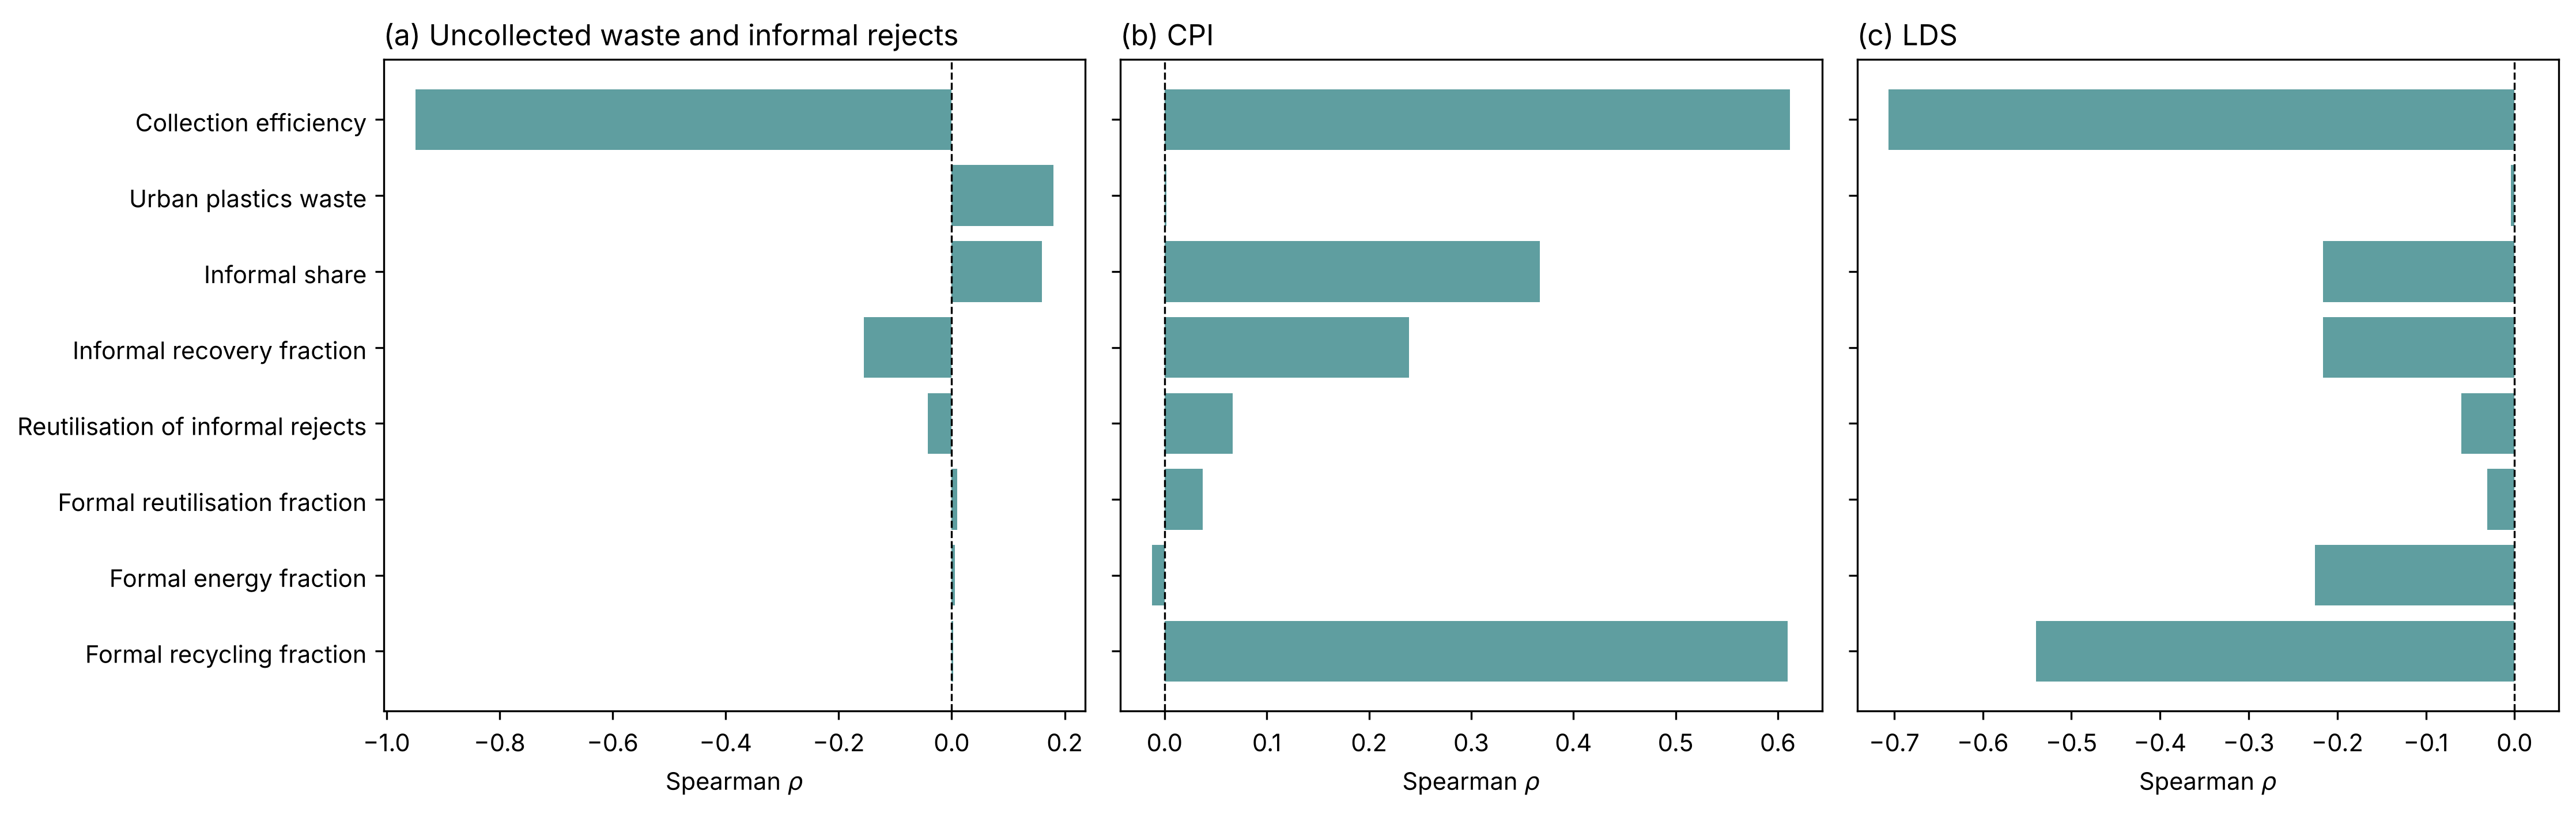 (a) Uncollected waste and informal rejects
(b) CPI
(c) LDS
Collection efficiency
Urban plastics waste
Informal share
Informal recovery fraction
Reutilisation of informal rejects
Formal reutilisation fraction
Formal energy fraction
Formal recycling fraction
−1.0 −0.8 −0.6 −0.4 −0.2 0.0 0.2
Spearman ρ
0.0 0.1 0.2 0.3 0.4 0.5 0.6
Spearman ρ
−0.7 −0.6 −0.5 −0.4 −0.3 −0.2 −0.1 0.0
Spearman ρ